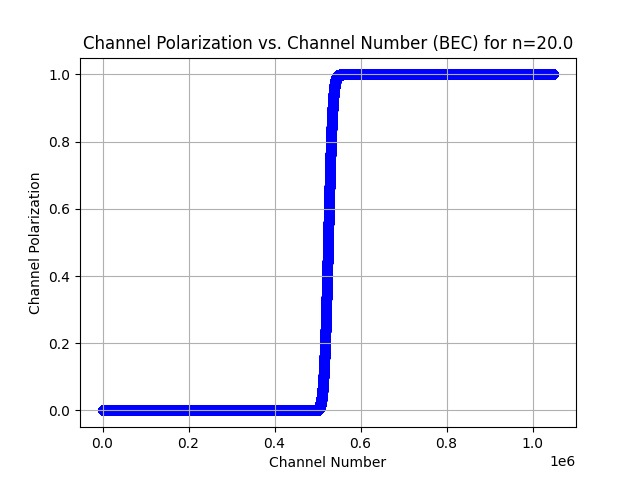 Channel Polarization vs. Channel Number (BEC) for n=20.0
1.0
0.8
0.6
0.4
0.2
0.0
Channel Polarization
0.0 0.2 0.4 0.6 0.8 1.0
1e6
Channel Number